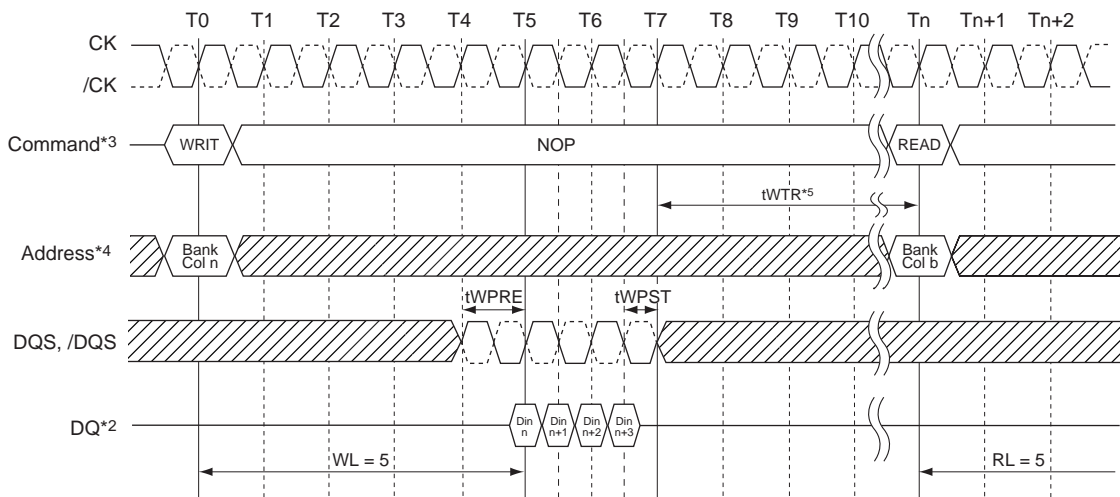 T0 T1 T2 T3 T4 T5 T6 T7 T8 T9 T10 Tn Tn+1 Tn+2
CK
/CK
Command*3 WRIT NOP READ
tWTR*5
Address*4 Bank Col n Bank Col b
tWPRE tWPST
DQS, /DQS
DQ*2 Din n Din n+1 Din n+2 Din n+3
WL = 5 RL = 5